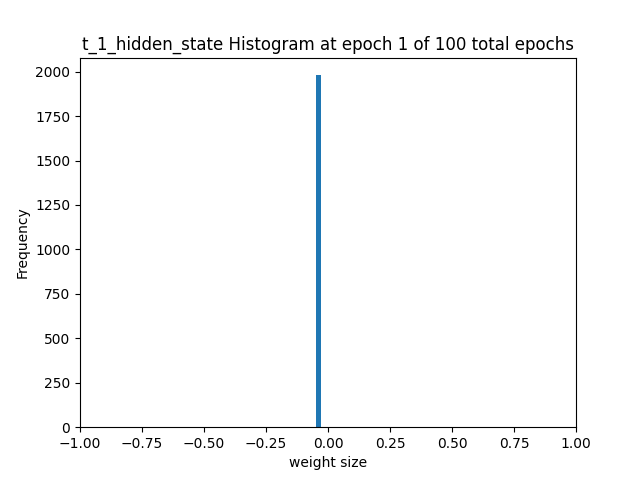 t_1_hidden_state Histogram at epoch 1 of 100 total epochs
2000
1750
1500
1250
1000
750
500
250
0
Frequency
−1.00 −0.75 −0.50 −0.25 0.00 0.25 0.50 0.75 1.00
weight size